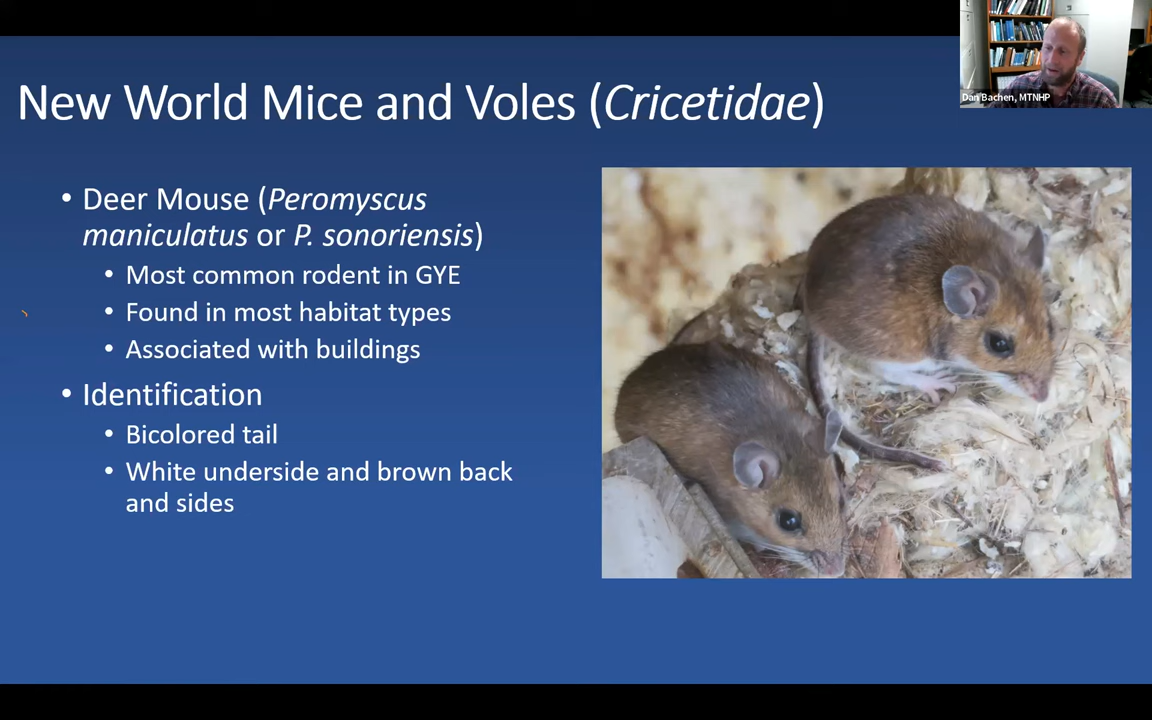 New World Mice and Voles (Cricetidae)
Dan Bachen, MTNHP
• Deer Mouse (Peromyscus
maniculatus or P. sonoriensis)
• Most common rodent in GYE
• Found in most habitat types
• Associated with buildings
• Identification
• Bicolored tail
• White underside and brown back
and sides